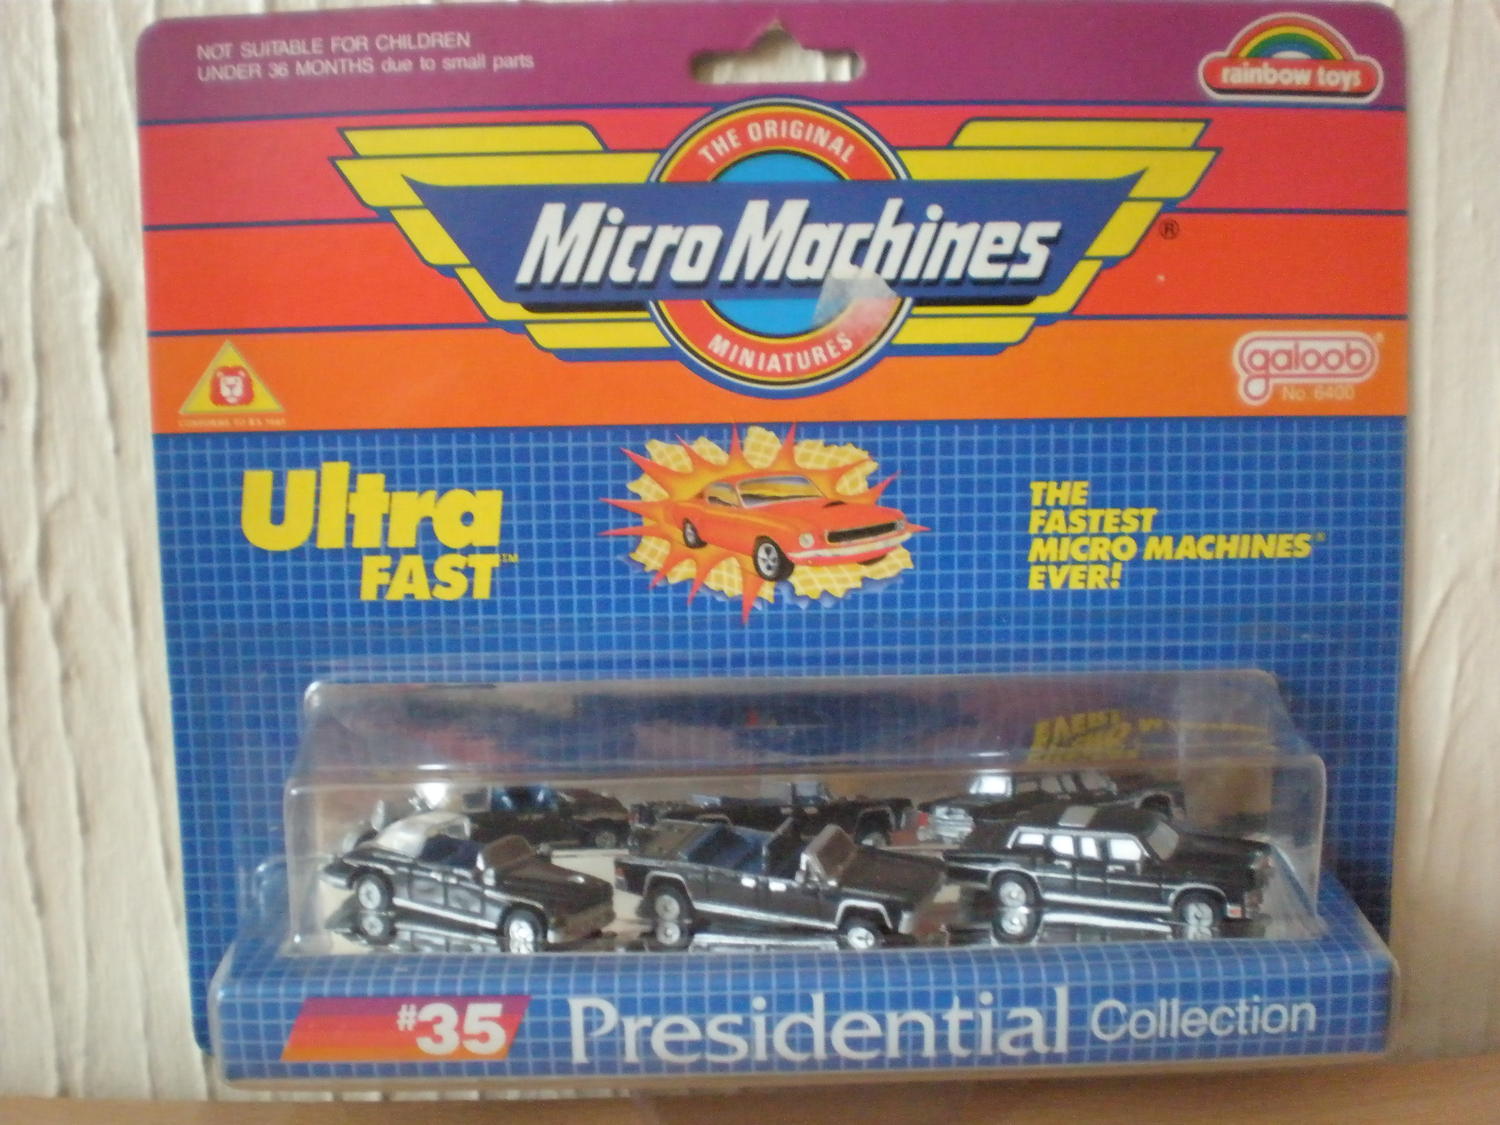 NOT SUITABLE FOR CHILDREN
UNDER 36 MONTHS due to small parts
rainbow toys
THE ORIGINAL
Micro Machines
®
MINIATURES
galoob®
No. 6400
Ultra
FAST™
THE
FASTEST
MICRO MACHINES®
EVER!
#35 Presidential Collection